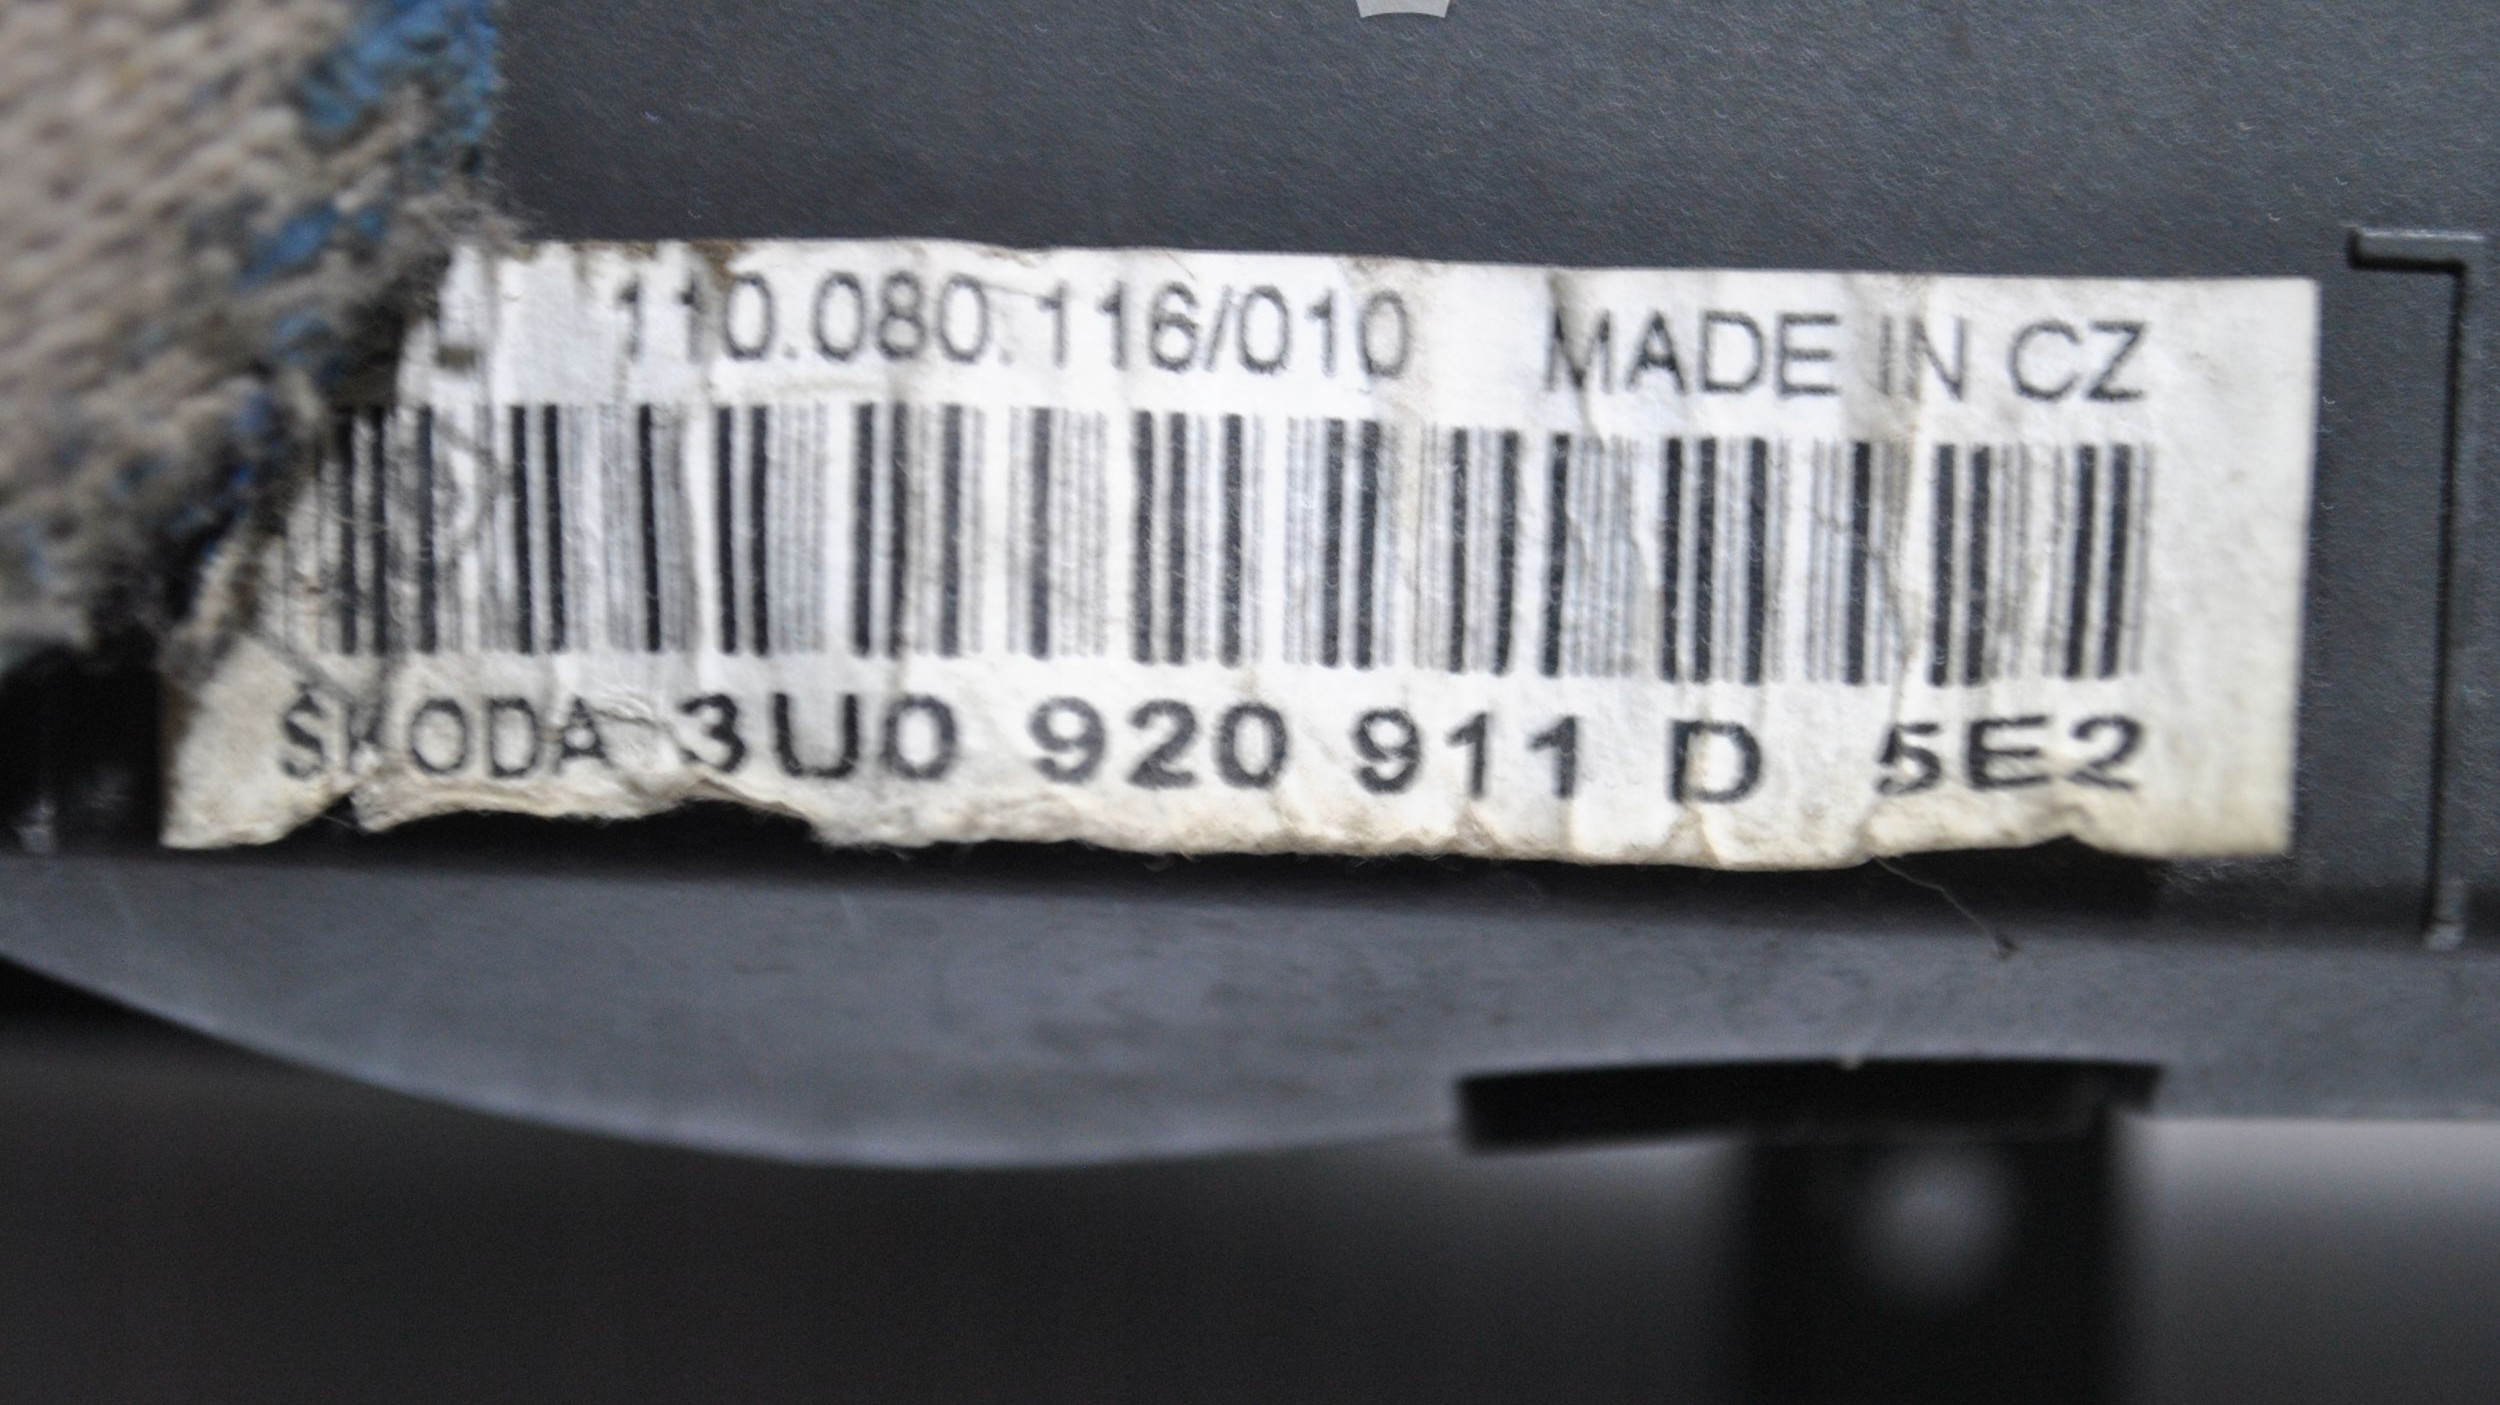 110.080.116/010 MADE IN CZ
ŠKODA 3U0 920 911 D 5E2